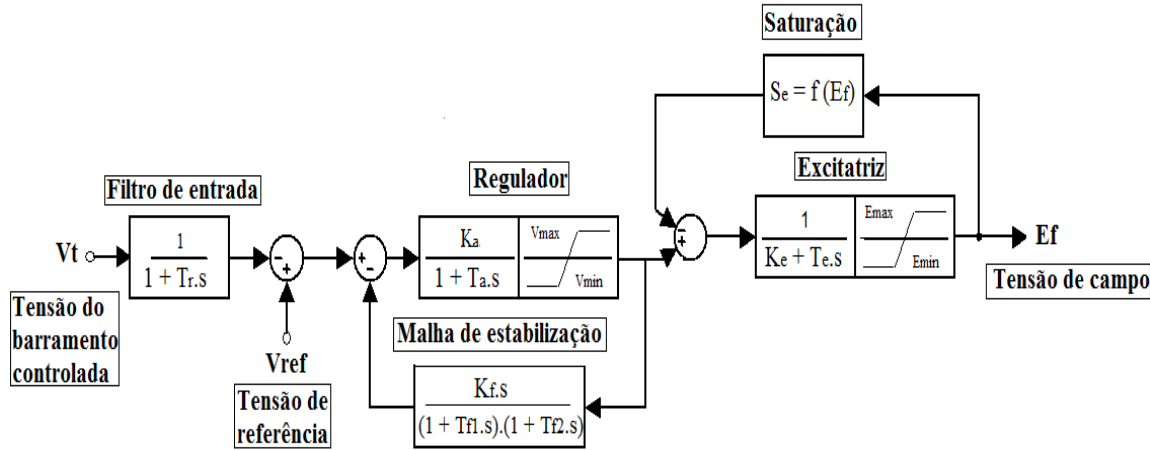 Saturação
Se = f (Ef)
Filtro de entrada
Regulador
Excitatriz
Vt
1
1 + Tr.s
Ka
1 + Ta.s
Vmax
Vmin
1
Ke + Te.s
Emax
Emin
Ef
Tensão de campo
Tensão do
barramento
controlada
Vref
Tensão de
referência
Malha de estabilização
Kf.s
(1 + Tf1.s).(1 + Tf2.s)